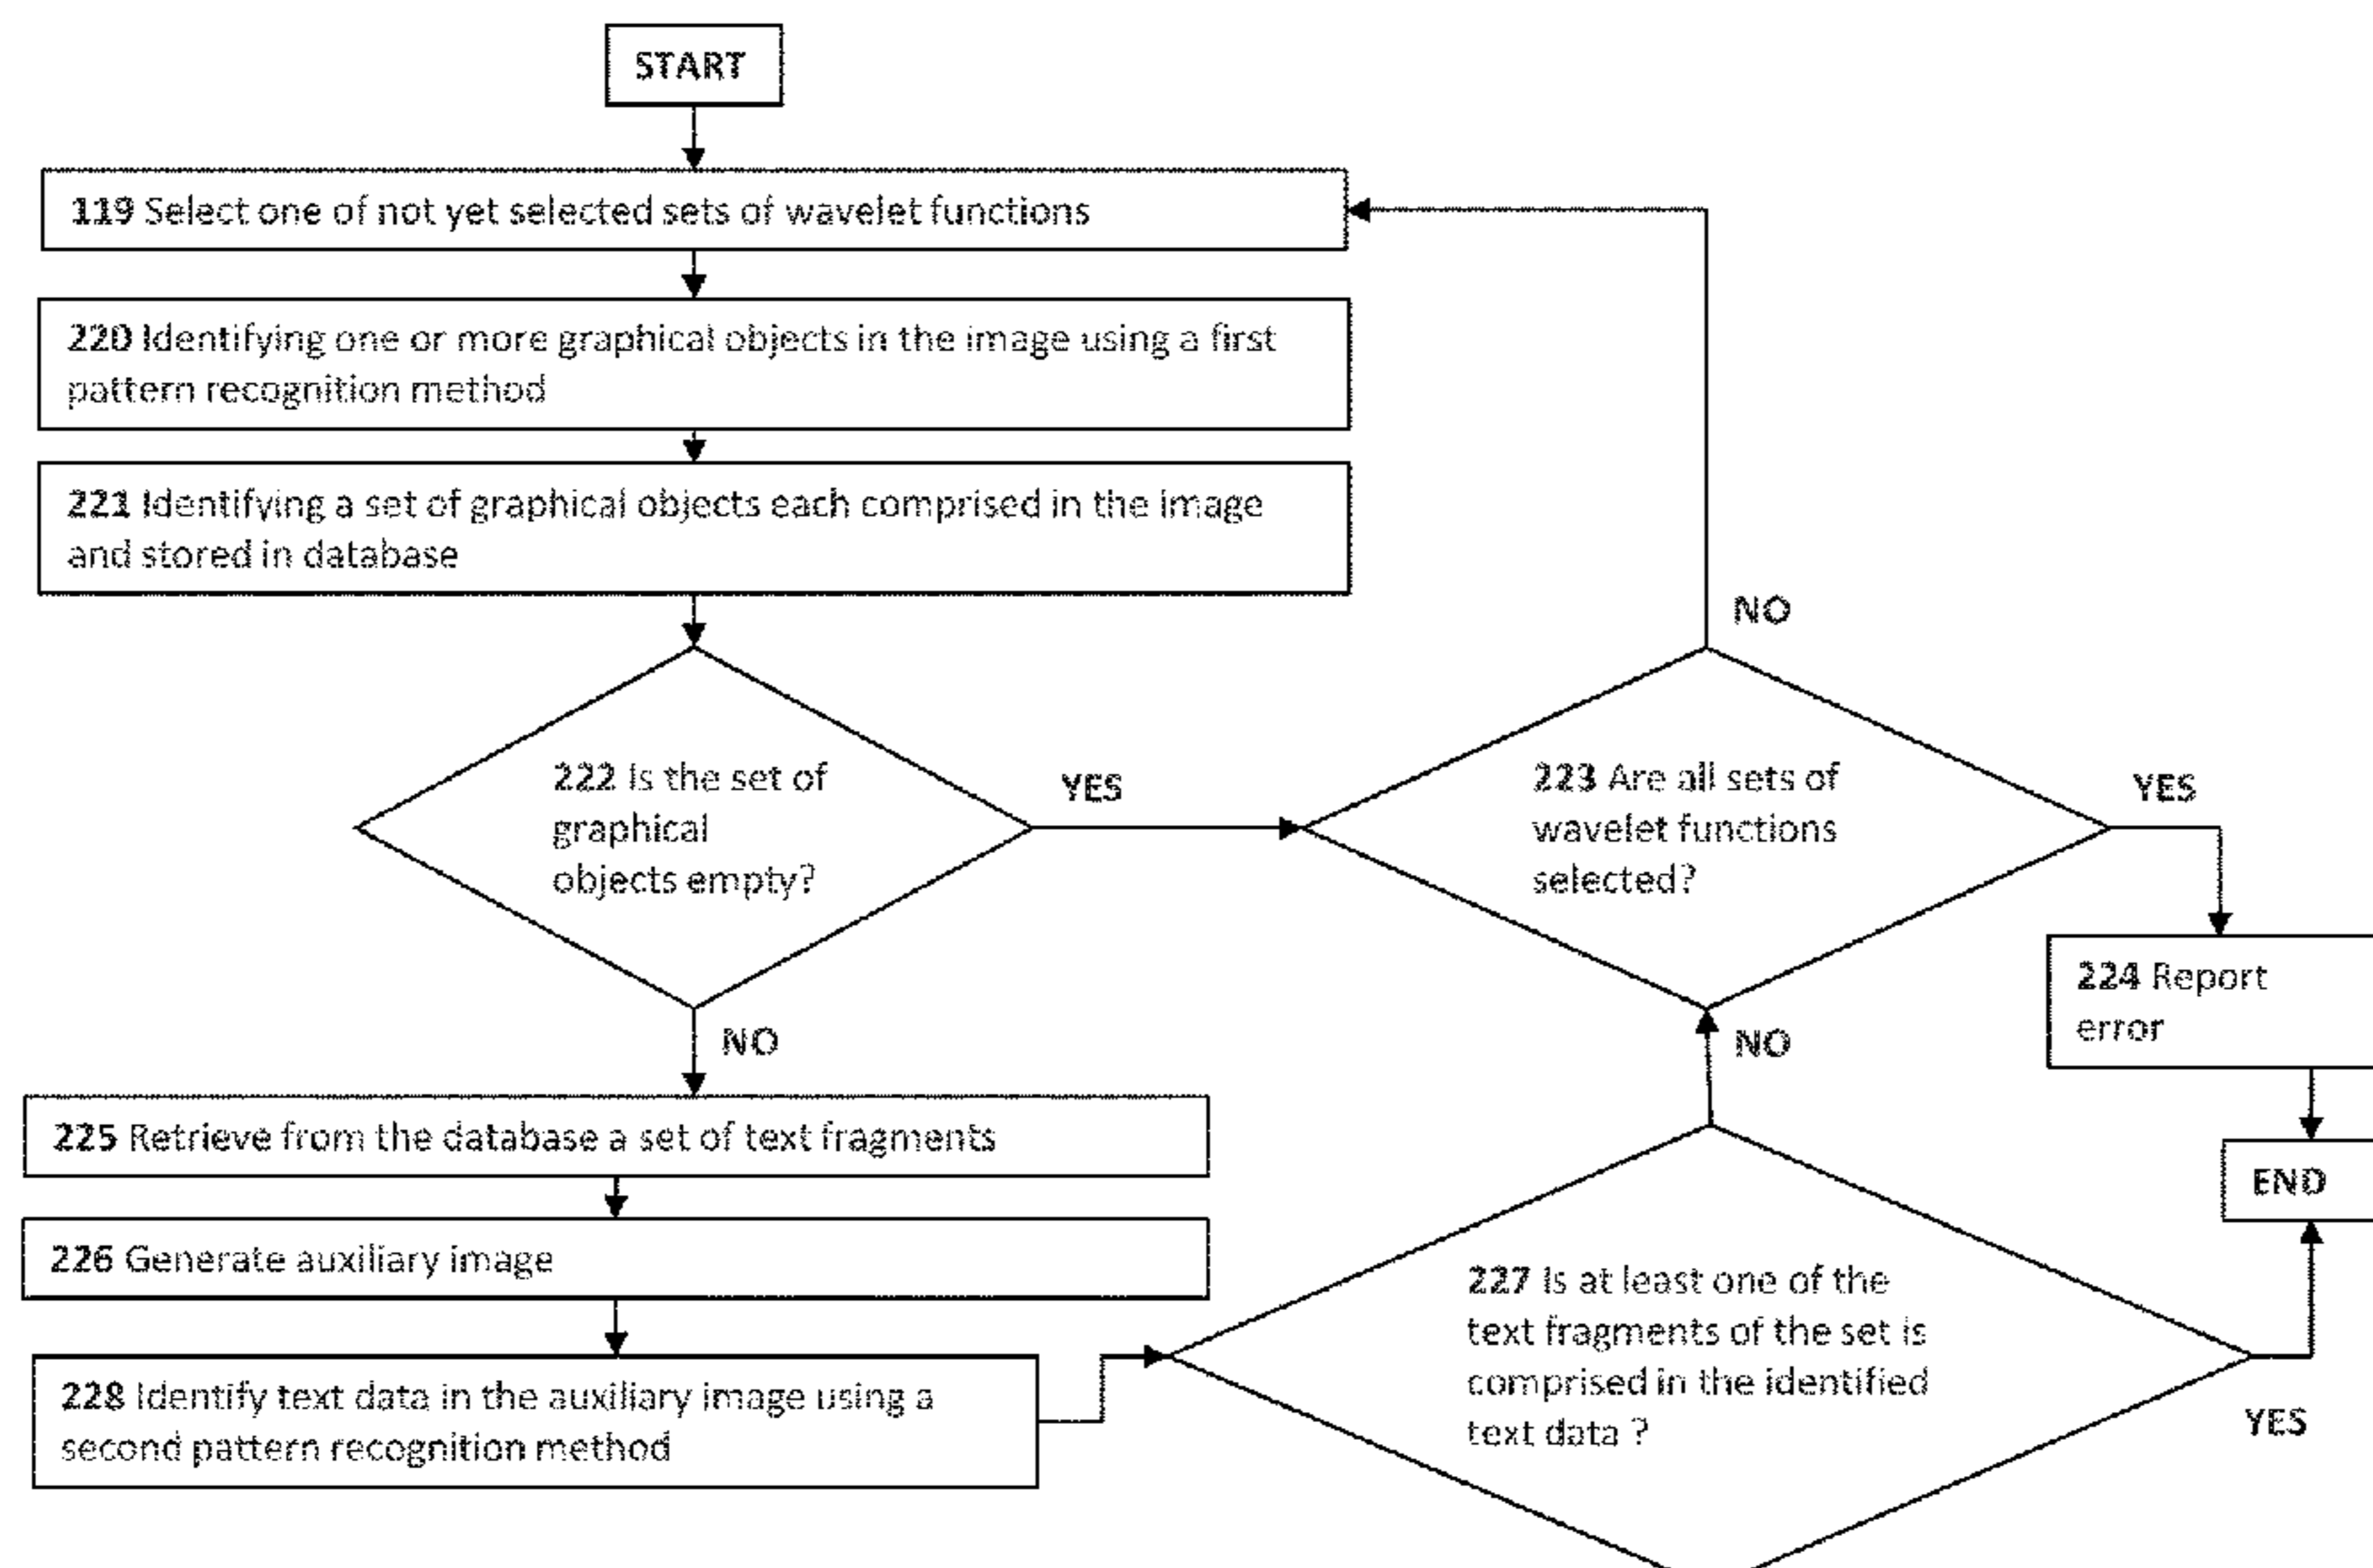 START
119 Select one of not yet selected sets of wavelet functions
220 Identifying one or more graphical objects in the image using a first
pattern recognition method
221 Identifying a set of graphical objects each comprised in the image
and stored in database
NO
222 Is the set of
graphical
objects empty?
YES
223 Are all sets of
wavelet functions
selected?
YES
224 Report
error
NO
NO
225 Retrieve from the database a set of text fragments
END
226 Generate auxiliary image
227 Is at least one of the
text fragments of the set is
comprised in the identified
text data ?
YES
228 Identify text data in the auxiliary image using a
second pattern recognition method